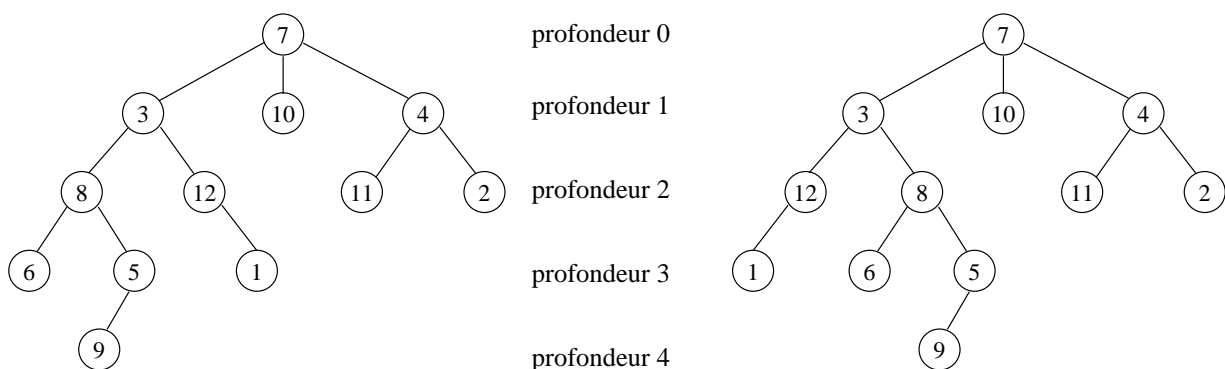 7 profondeur 0 7
3 10 4 profondeur 1 3 10 4
8 12 11 2 profondeur 2 12 8 11 2
6 5 1 profondeur 3 1 6 5
9 profondeur 4 9